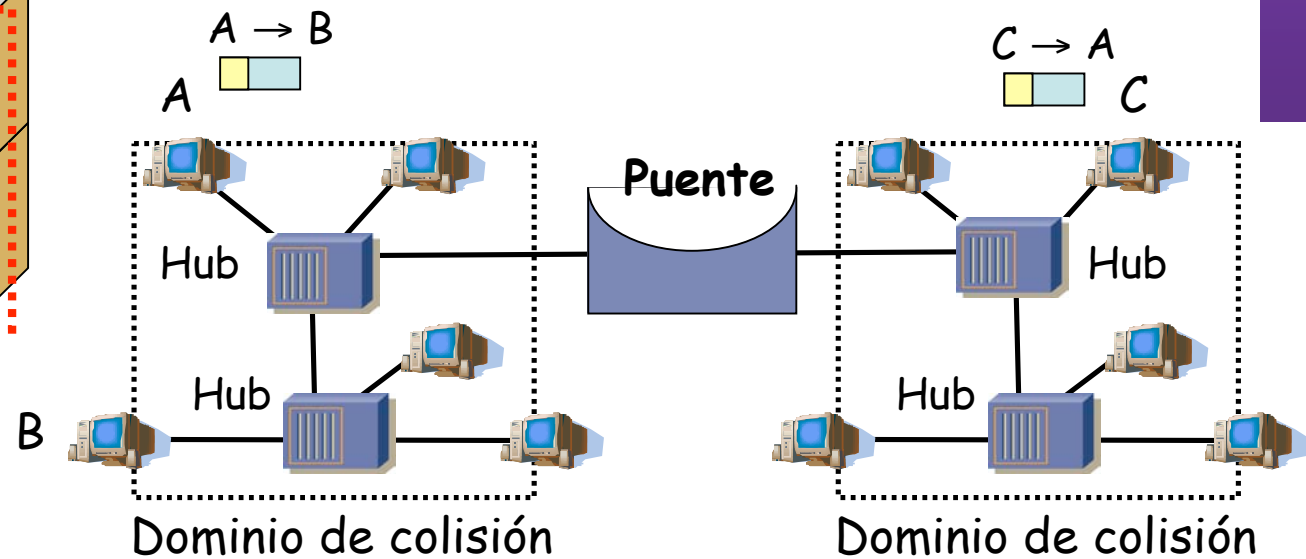 A → B
C → A
A
C
Puente
Hub
Hub
Hub
Hub
B
Dominio de colisión
Dominio de colisión